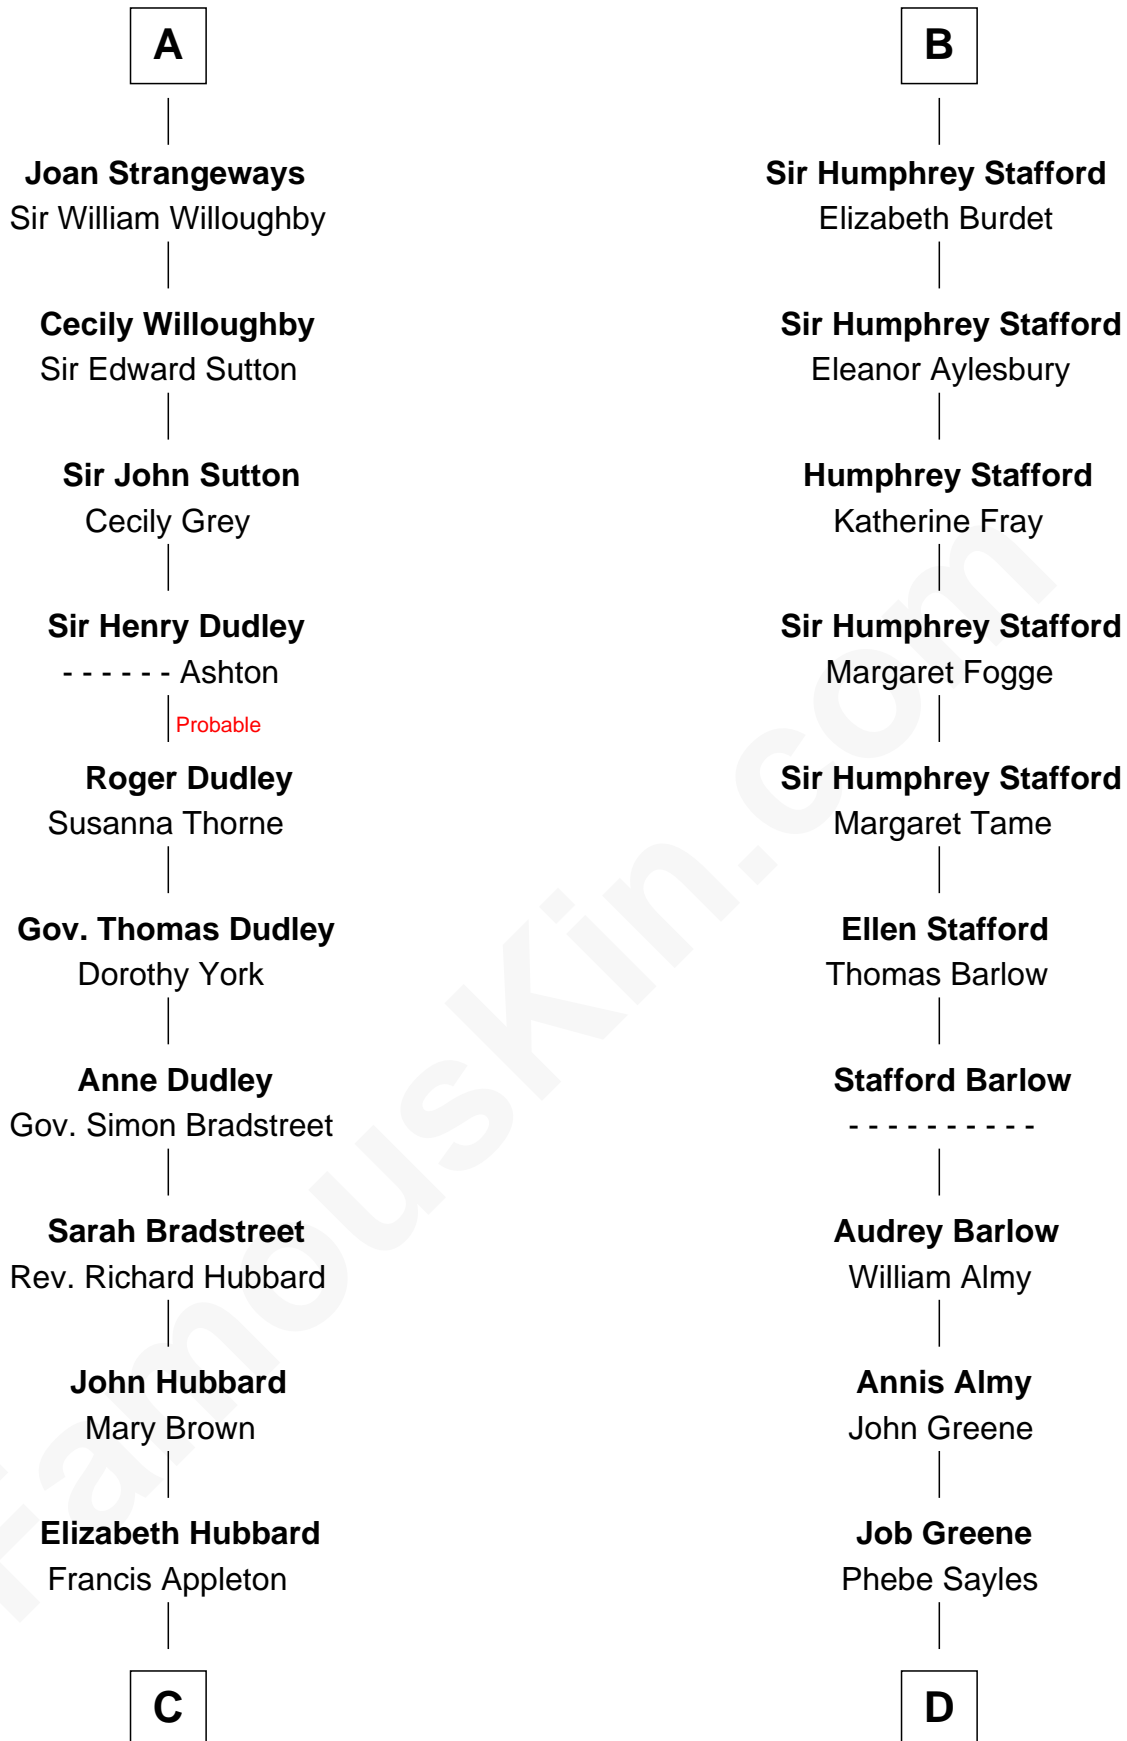 A
Joan Strangeways
Sir William Willoughby
Cecily Willoughby
Sir Edward Sutton
Sir John Sutton
Cecily Grey
Sir Henry Dudley
- - - - - - Ashton
Probable
Roger Dudley
Susanna Thorne
Gov. Thomas Dudley
Dorothy York
Anne Dudley
Gov. Simon Bradstreet
Sarah Bradstreet
Rev. Richard Hubbard
John Hubbard
Mary Brown
Elizabeth Hubbard
Francis Appleton
C
B
Sir Humphrey Stafford
Elizabeth Burdet
Sir Humphrey Stafford
Eleanor Aylesbury
Humphrey Stafford
Katherine Fray
Sir Humphrey Stafford
Margaret Fogge
Sir Humphrey Stafford
Margaret Tame
Ellen Stafford
Thomas Barlow
Stafford Barlow
- - - - - - - - - -
Audrey Barlow
William Almy
Annis Almy
John Greene
Job Greene
Phebe Sayles
D
FamousKin.com